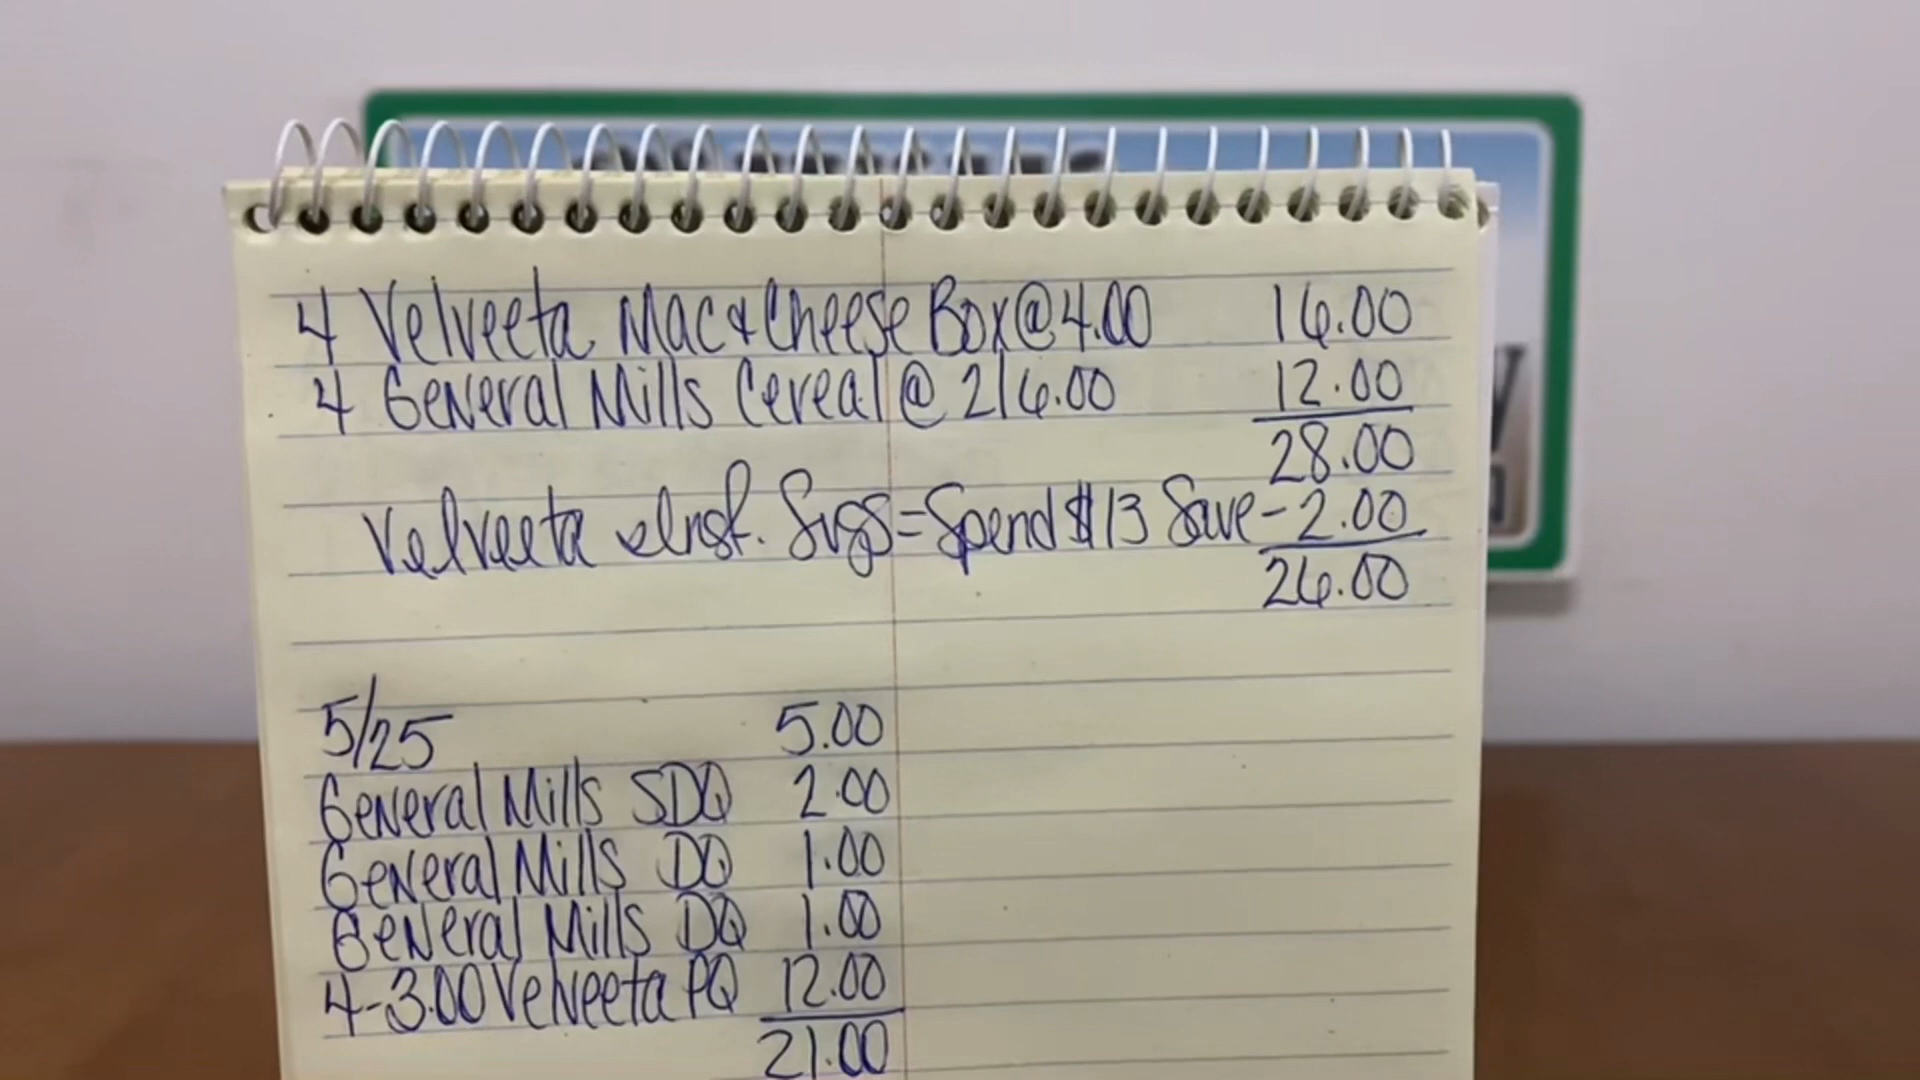 4 Velveeta Mac & Cheese Box @ 4.00 16.00
4 General Mills Cereal @ 2/6.00 12.00
28.00
Velveeta Inst. Svgs = Spend $13 Save - 2.00
26.00
5/25 5.00
General Mills SDQ 2.00
General Mills DQ 1.00
General Mills DQ 1.00
4-3.00 Velveeta PQ 12.00
21.00